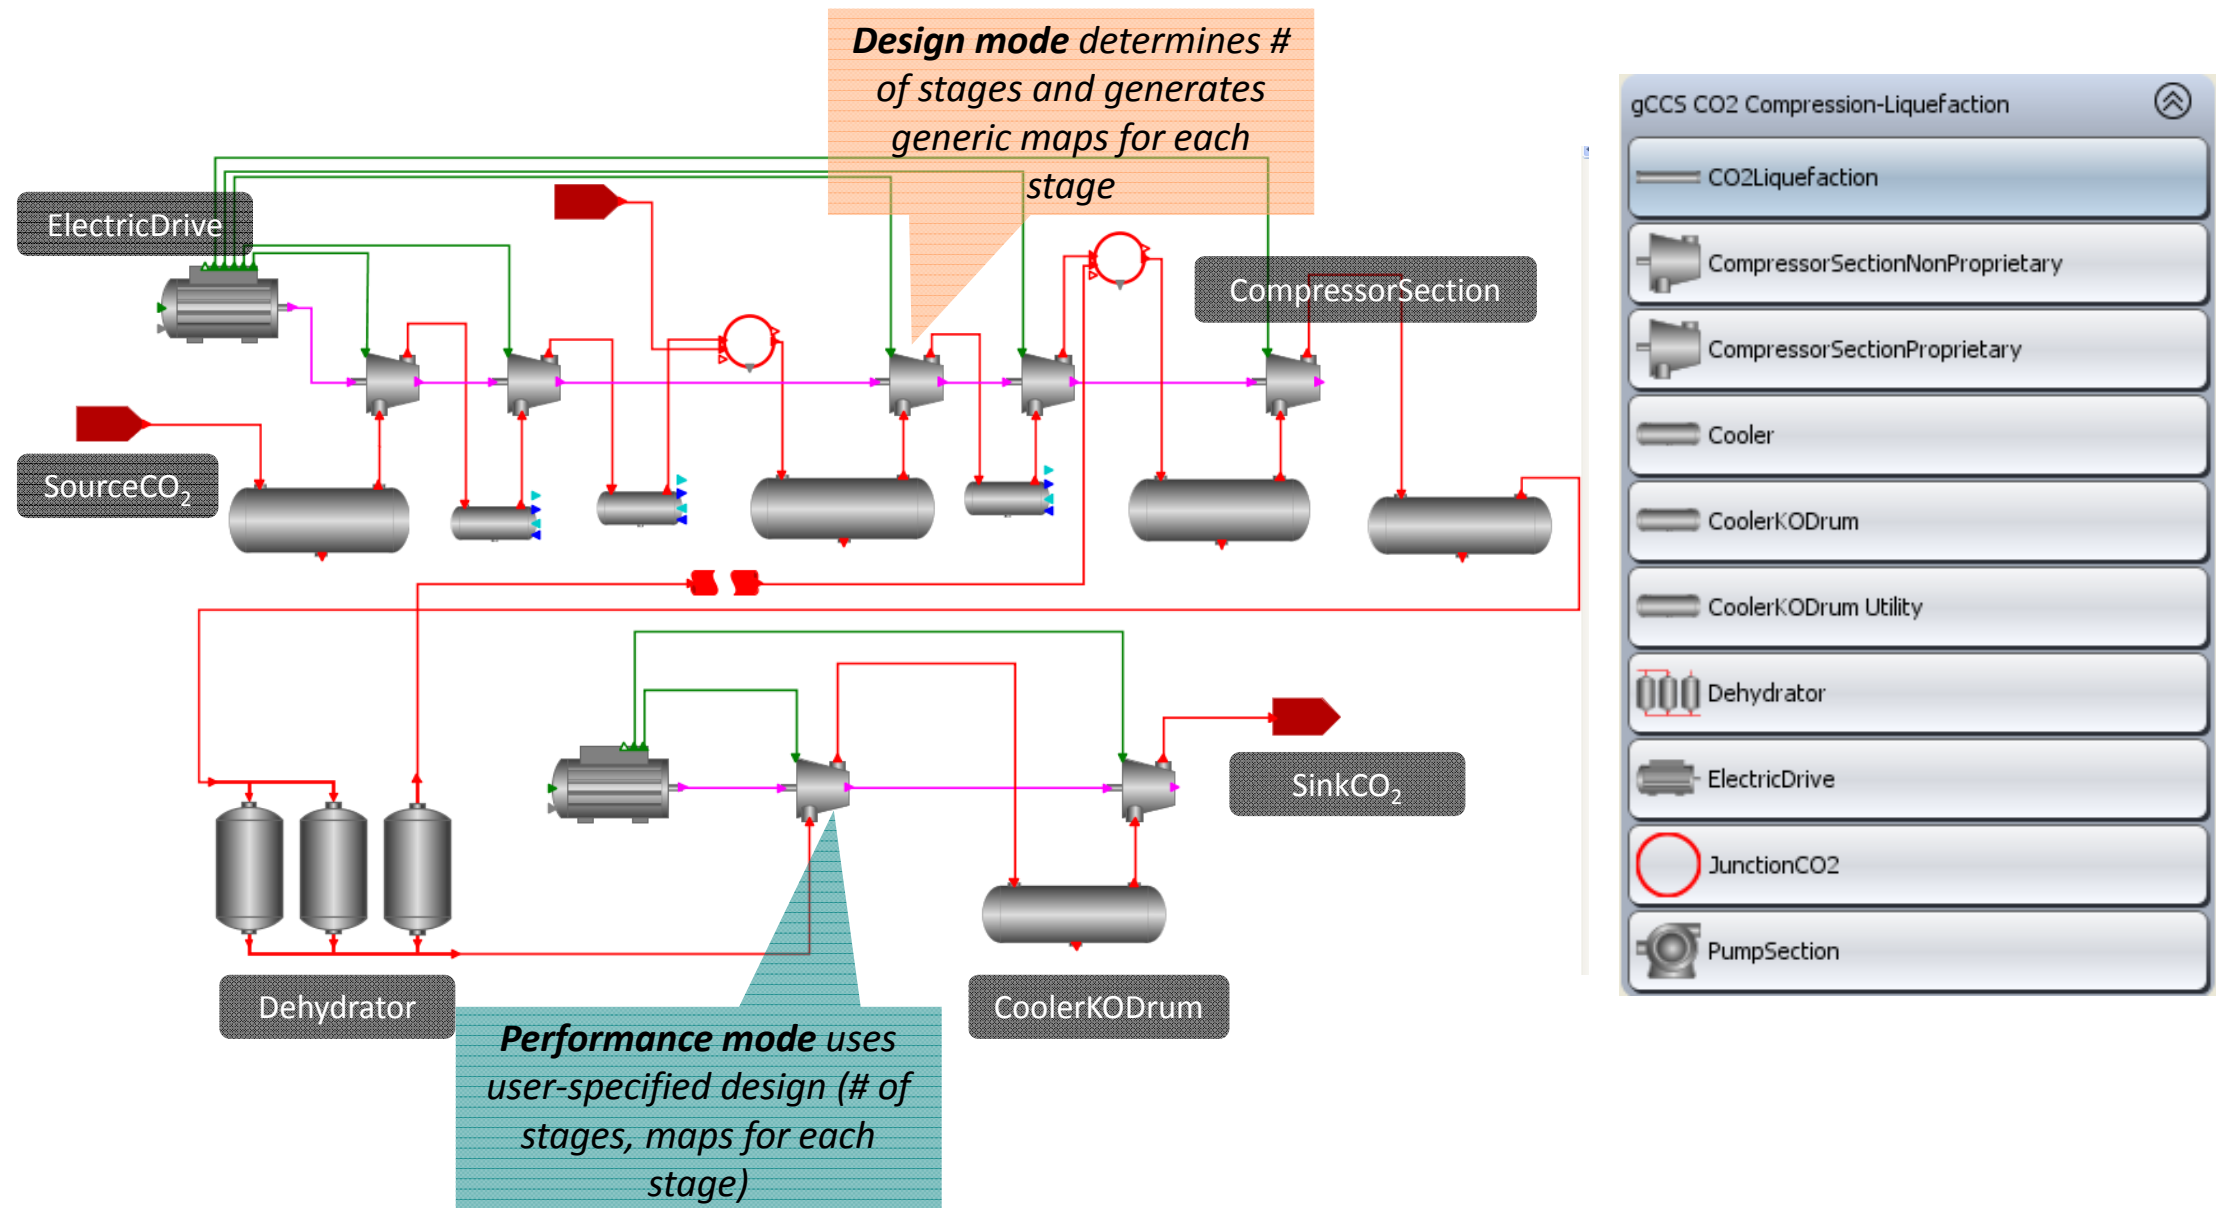 Design mode determines #
of stages and generates
generic maps for each
stage
ElectricDrive
CompressorSection
SourceCO₂
SinkCO₂
Dehydrator
CoolerKODrum
Performance mode uses
user-specified design (# of
stages, maps for each
stage)
gCCS CO2 Compression-Liquefaction
CO2Liquefaction
CompressorSectionNonProprietary
CompressorSectionProprietary
Cooler
CoolerKODrum
CoolerKODrum Utility
Dehydrator
ElectricDrive
JunctionCO2
PumpSection